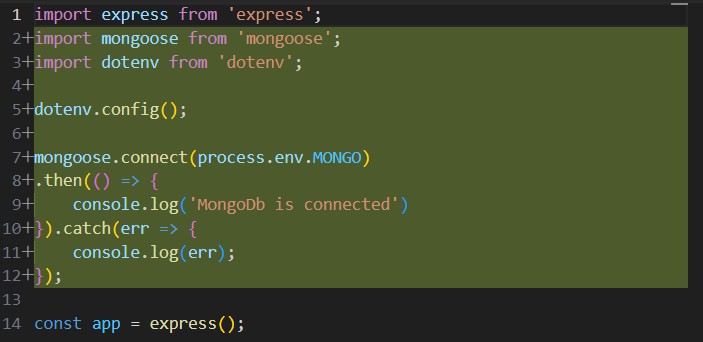 1 import express from 'express';
2+import mongoose from 'mongoose';
3+import dotenv from 'dotenv';
4+
5+dotenv.config();
6+
7+mongoose.connect(process.env.MONGO)
8+.then(() => {
9+    console.log('MongoDb is connected')
10+}).catch(err => {
11+    console.log(err);
12+});
13
14 const app = express();